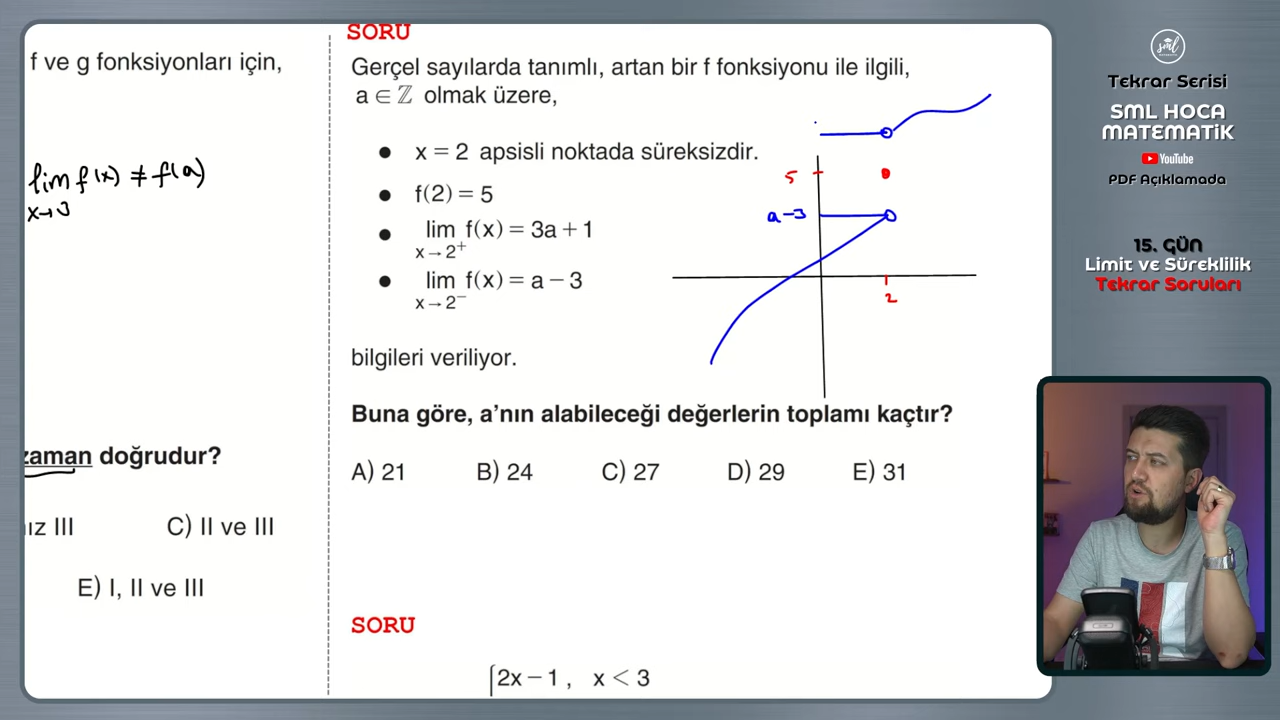 f ve g fonksiyonları için,
lim f(x) ≠ f(a)
x→3
zaman doğrudur?
ız III
C) II ve III
E) I, II ve III
SORU
Gerçel sayılarda tanımlı, artan bir f fonksiyonu ile ilgili,
a ∈ ℤ olmak üzere,
● x = 2 apsisli noktada süreksizdir.
● f(2) = 5
● lim f(x) = 3a + 1
x→2⁺
● lim f(x) = a − 3
x→2⁻
bilgileri veriliyor.
5
a−3
2
Buna göre, a'nın alabileceği değerlerin toplamı kaçtır?
A) 21 B) 24 C) 27 D) 29 E) 31
SORU
2x − 1 , x < 3
sml
Tekrar Serisi
SML HOCA
MATEMATİK
YouTube
PDF Açıklamada
15. GÜN
Limit ve Süreklilik
Tekrar Soruları